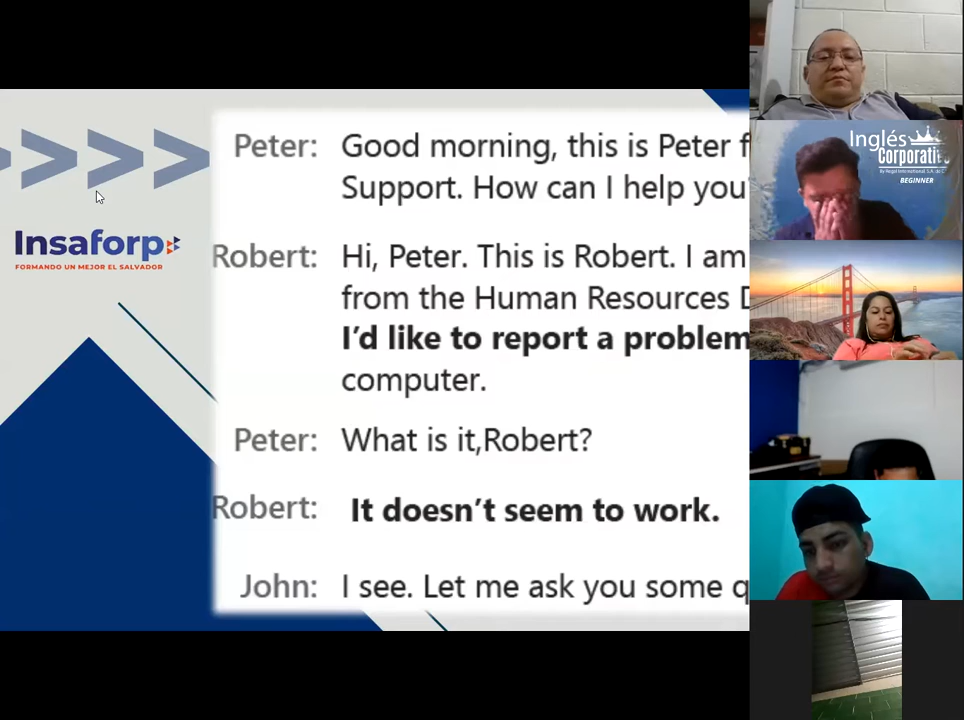 Peter: Good morning, this is Peter f
Support. How can I help you
Robert: Hi, Peter. This is Robert. I am
from the Human Resources D
I'd like to report a problem
computer.
Peter: What is it,Robert?
Robert: It doesn't seem to work.
John: I see. Let me ask you some q
Insaforp
FORMANDO UN MEJOR EL SALVADOR
Inglés
Corporati
BEGINNER